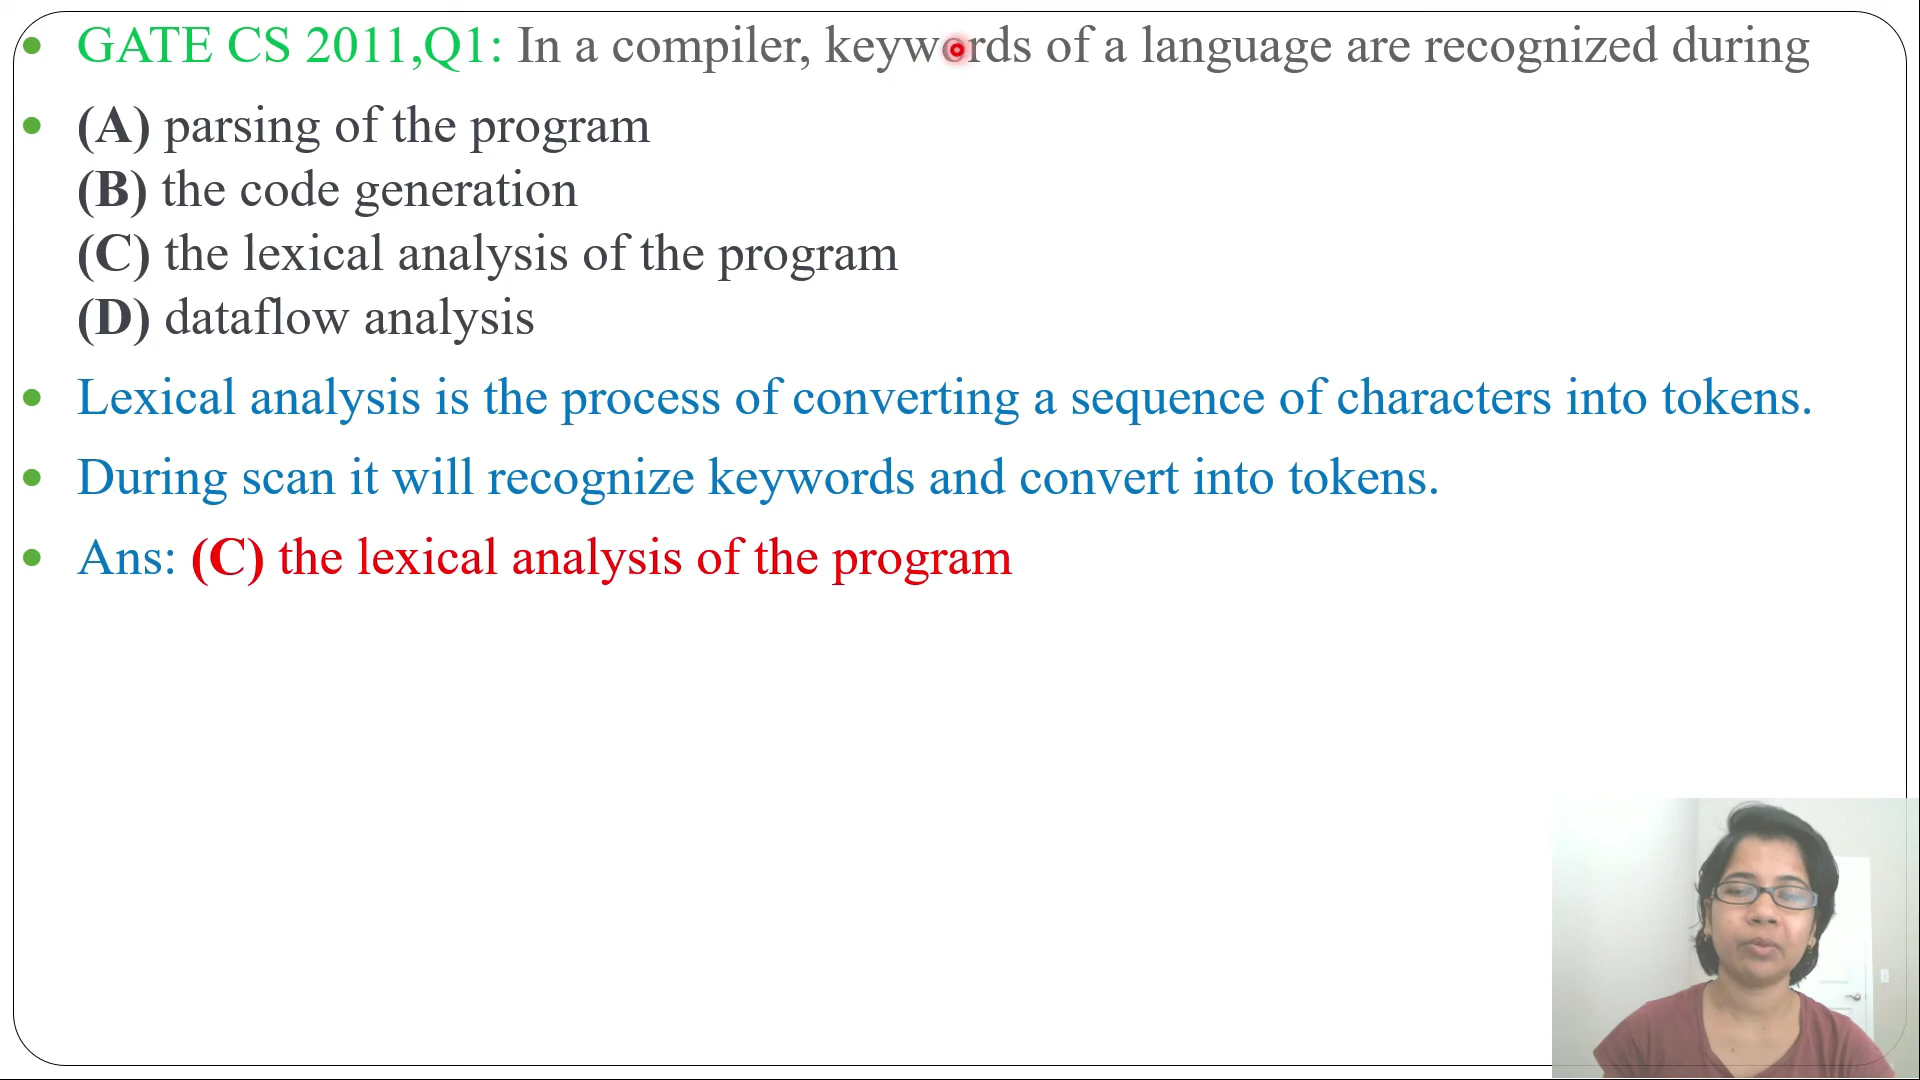 GATE CS 2011,Q1: In a compiler, keywords of a language are recognized during
(A) parsing of the program
(B) the code generation
(C) the lexical analysis of the program
(D) dataflow analysis
Lexical analysis is the process of converting a sequence of characters into tokens.
During scan it will recognize keywords and convert into tokens.
Ans: (C) the lexical analysis of the program